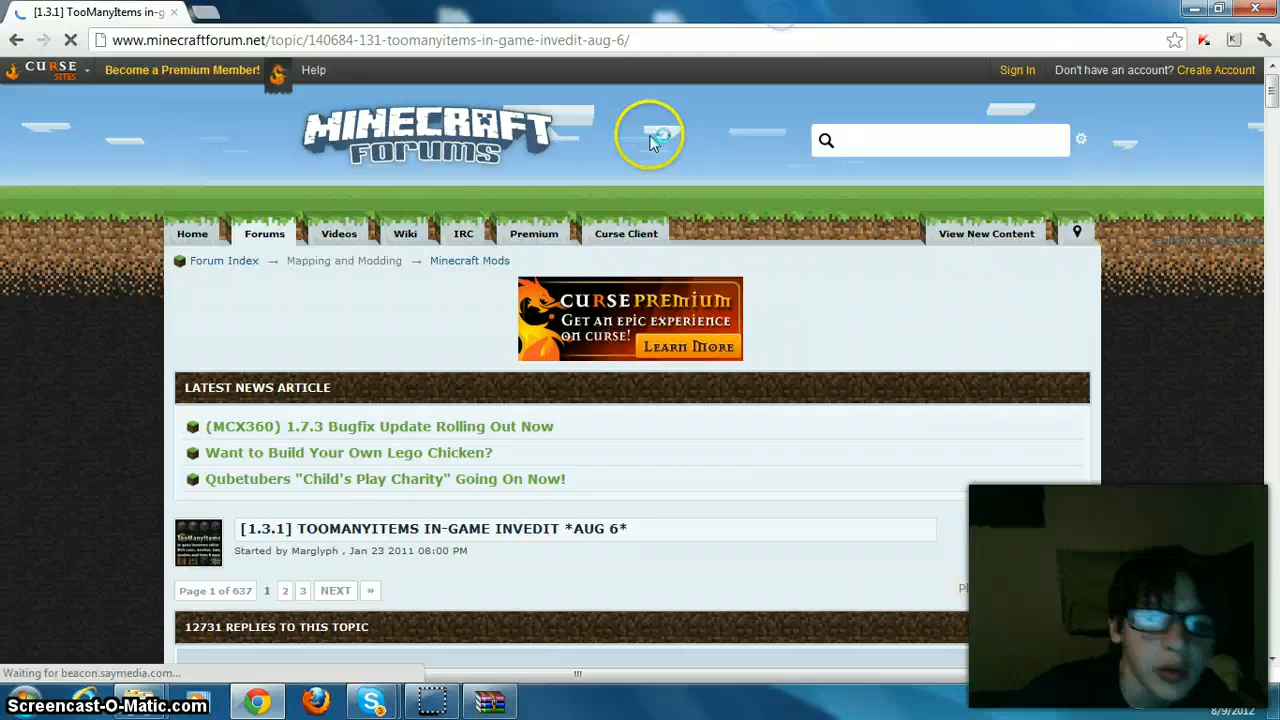 [1.3.1] TooManyItems in-g
www.minecraftforum.net/topic/140684-131-toomanyitems-in-game-invedit-aug-6/
CURSE SITES Become a Premium Member! Help Sign In Don't have an account? Create Account
MINECRAFT
FORUMS
Home Forums Videos Wiki IRC Premium Curse Client View New Content
Forum Index → Mapping and Modding → Minecraft Mods
CURSE PREMIUM
GET AN EPIC EXPERIENCE
ON CURSE!
LEARN MORE
LATEST NEWS ARTICLE
(MCX360) 1.7.3 Bugfix Update Rolling Out Now
Want to Build Your Own Lego Chicken?
Qubetubers "Child's Play Charity" Going On Now!
[1.3.1] TOOMANYITEMS IN-GAME INVEDIT *AUG 6*
TooManyItems
Started by Marglyph , Jan 23 2011 08:00 PM
Page 1 of 637 1 2 3 NEXT »
12731 REPLIES TO THIS TOPIC
Waiting for beacon.saymedia.com...
Screencast-O-Matic.com
8/9/2012